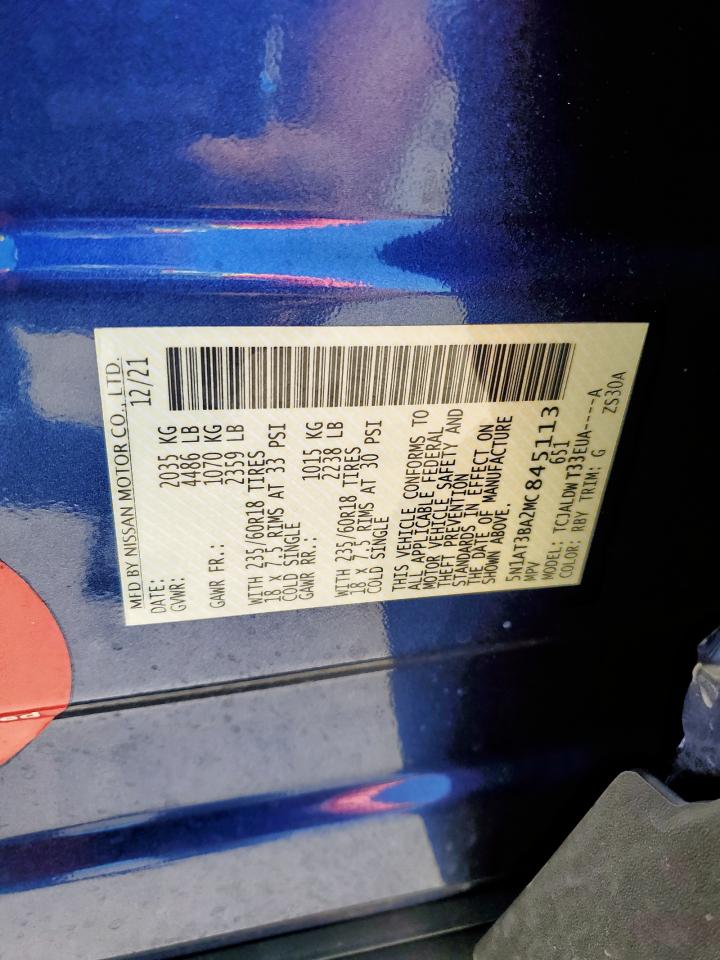 MFD BY NISSAN MOTOR CO., LTD.
DATE: 12/21
GVWR: 2035 KG
4486 LB
GAWR FR.: 1070 KG
2359 LB
WITH 235/60R18 TIRES
18 x 7.5 RIMS AT 33 PSI
COLD SINGLE
GAWR RR.: 1015 KG
2238 LB
WITH 235/60R18 TIRES
18 x 7.5 RIMS AT 30 PSI
COLD SINGLE
THIS VEHICLE CONFORMS TO
ALL APPLICABLE FEDERAL
MOTOR VEHICLE SAFETY AND
THEFT PREVENTION
STANDARDS IN EFFECT ON
THE DATE OF MANUFACTURE
SHOWN ABOVE.
5N1AT3BA2MC845113
MPV 6S1
MODEL: TCJALDWT33EUA----A
COLOR: RBY TRIM: G ZS30A